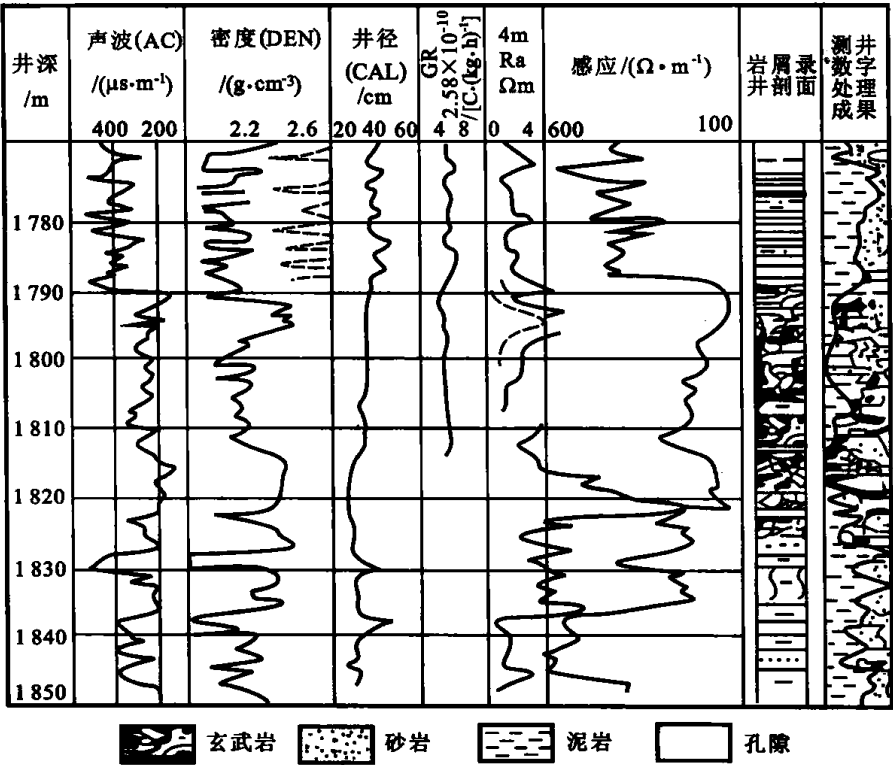 井深
/m
声波(AC)
/(μs·m⁻¹)
400 200
密度(DEN)
/(g·cm⁻³)
2.2 2.6
井径
(CAL)
/cm
20 40 60
GR
2.58×10⁻¹⁰
/[C·(kg·h)⁻¹]
4 8
4m
Ra
Ωm
0 4
感应/(Ω·m⁻¹)
600 100
岩屑录
井剖面
测井
数字
处理
成果
1 780
1 790
1 800
1 810
1 820
1 830
1 840
1 850
玄武岩
砂岩
泥岩
孔隙